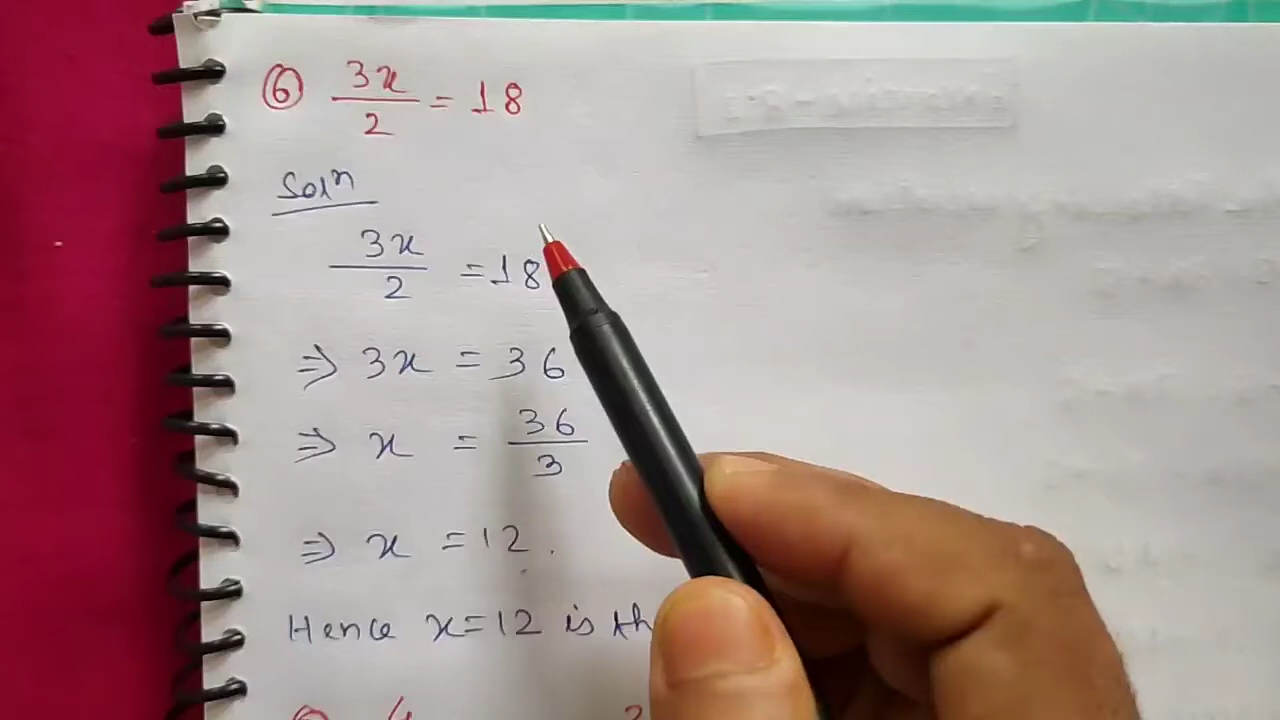 ⑥ 3x/2 = 18
Solⁿ
3x/2 = 18
⇒ 3x = 36
⇒ x = 36/3
⇒ x = 12.
Hence x=12 is th